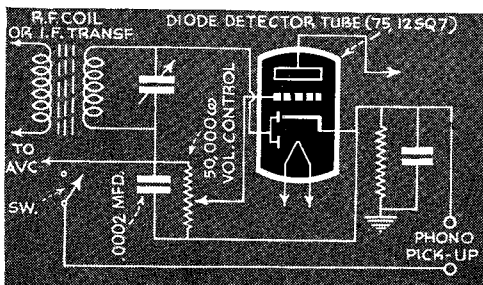 R.F. COIL
OR I.F. TRANSF.
DIODE DETECTOR TUBE (75, 12SQ7)
TO
AVC
SW.
.0002 MFD.
50,000ω
VOL. CONTROL
PHONO
PICK-UP